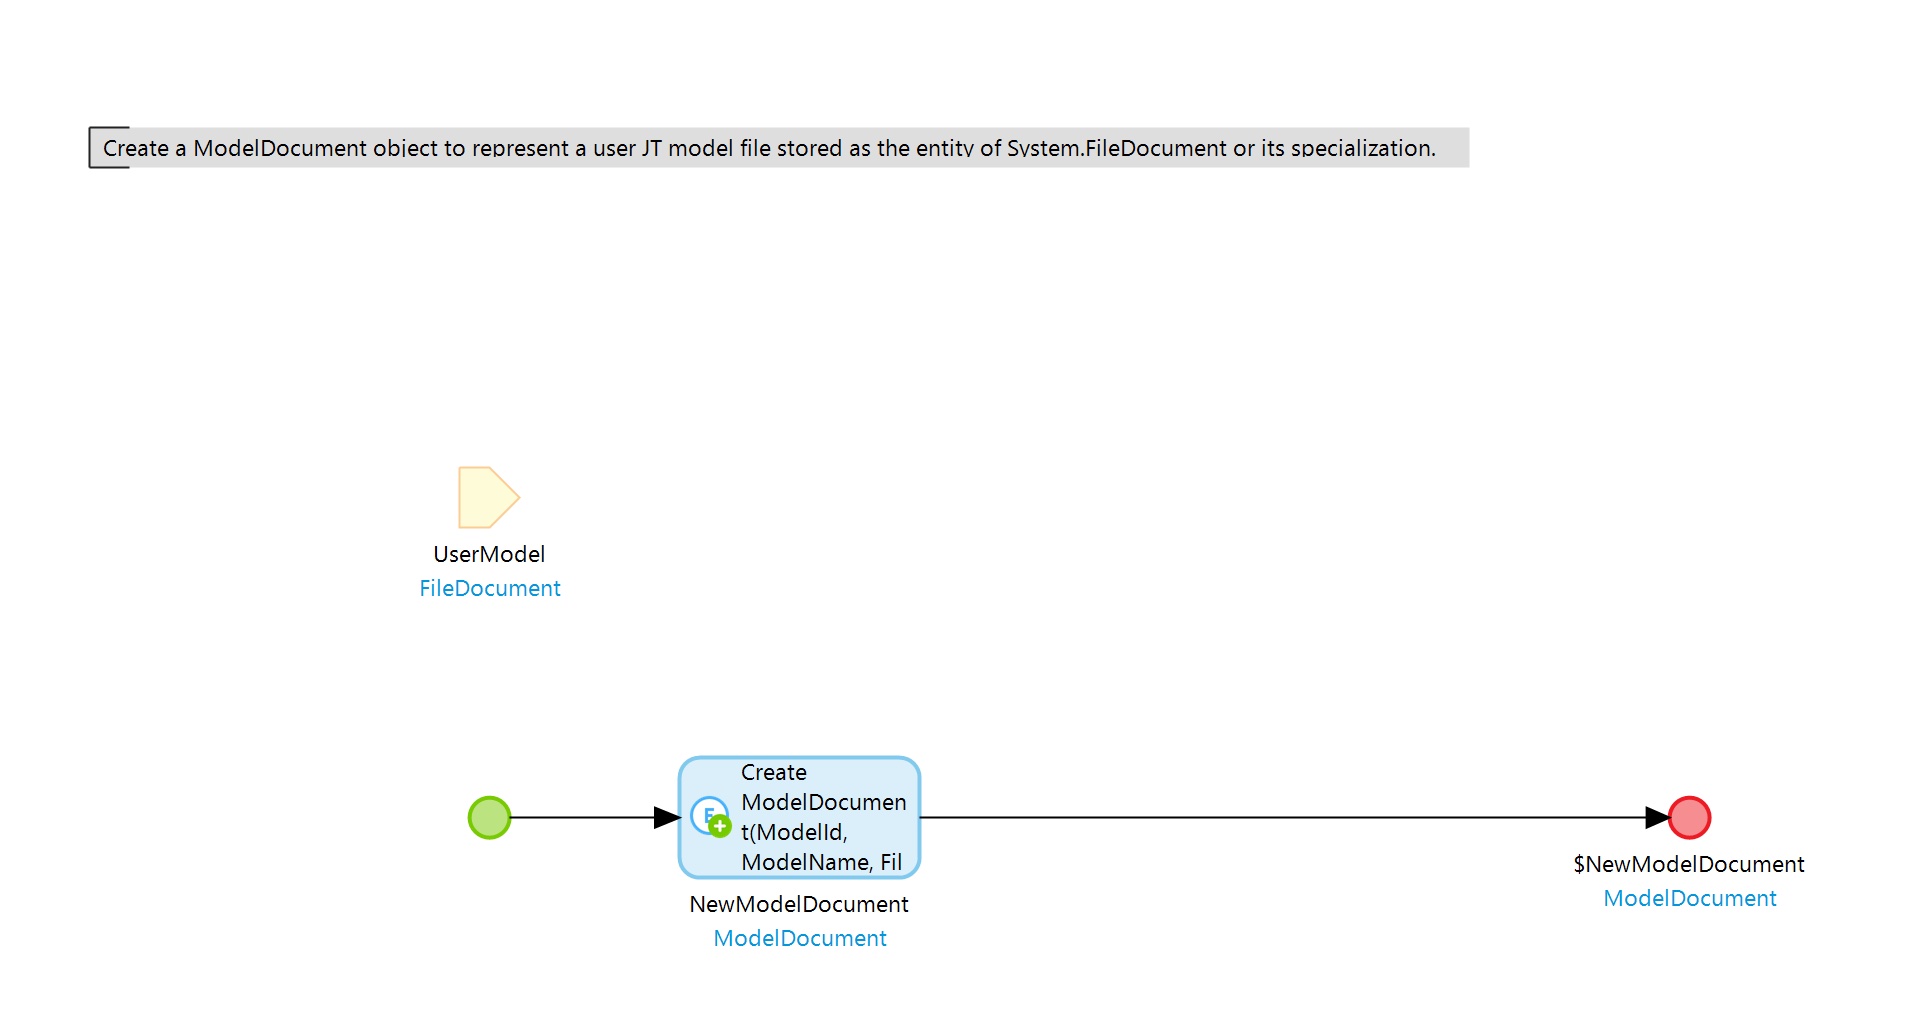 Create a ModelDocument object to represent a user JT model file stored as the entity of System.FileDocument or its specialization.
UserModel
FileDocument
E
Create
ModelDocumen
t(ModelId,
ModelName, Fil
NewModelDocument
ModelDocument
$NewModelDocument
ModelDocument